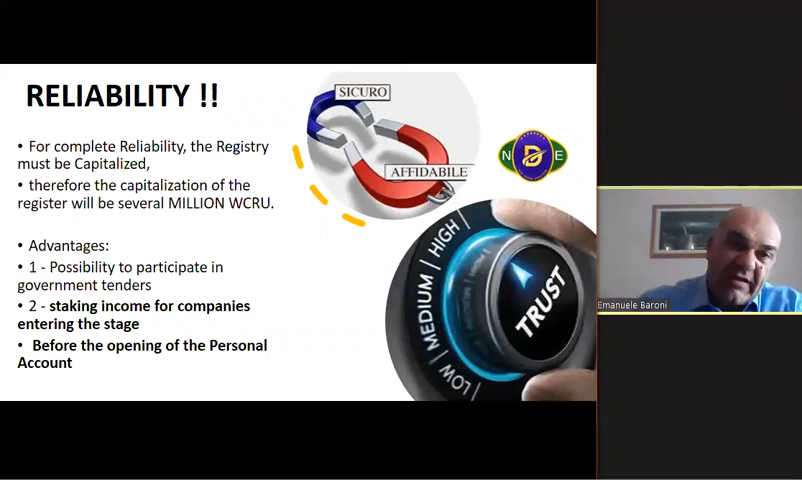 RELIABILITY !!
• For complete Reliability, the Registry
must be Capitalized,
• therefore the capitalization of the
register will be several MILLION WCRU.
• Advantages:
• 1 - Possibility to participate in
government tenders
• 2 - staking income for companies
entering the stage
• Before the opening of the Personal
Account
SICURO
AFFIDABILE
N D E
HIGH
MEDIUM
LOW
TRUST
Emanuele Baroni